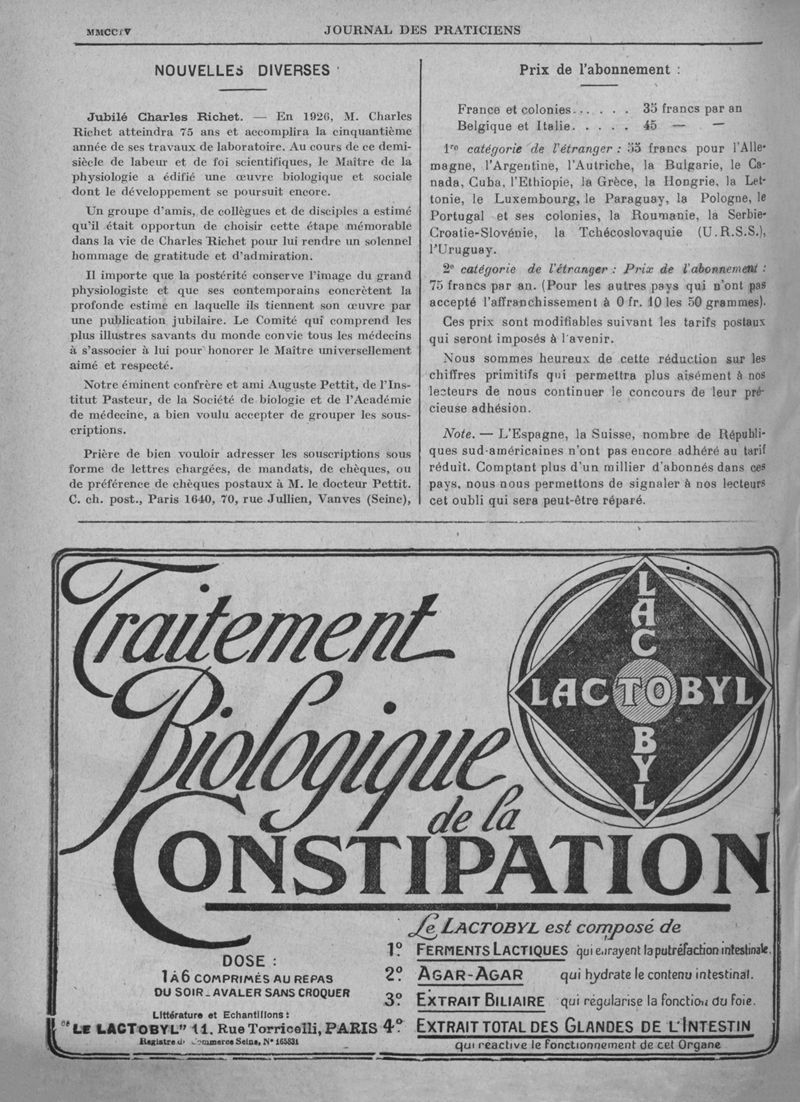 MMCCIV
JOURNAL DES PRATICIENS
NOUVELLES DIVERSES
Jubilé Charles Richet. — En 1926, M. Charles
Richet atteindra 75 ans et accomplira la cinquantième
année de ses travaux de laboratoire. Au cours de ce demi-
siècle de labeur et de foi scientifiques, le Maître de la
physiologie a édifié une œuvre biologique et sociale
dont le développement se poursuit encore.
Un groupe d'amis, de collègues et de disciples a estimé
qu'il était opportun de choisir cette étape mémorable
dans la vie de Charles Richet pour lui rendre un solennel
hommage de gratitude et d'admiration.
Il importe que la postérité conserve l'image du grand
physiologiste et que ses contemporains concrètent la
profonde estime en laquelle ils tiennent son œuvre par
une publication jubilaire. Le Comité qui comprend les
plus illustres savants du monde convie tous les médecins
à s'associer à lui pour honorer le Maître universellement
aimé et respecté.
Notre éminent confrère et ami Auguste Pettit, de l'Ins-
titut Pasteur, de la Société de biologie et de l'Académie
de médecine, a bien voulu accepter de grouper les sous-
criptions.
Prière de bien vouloir adresser les souscriptions sous
forme de lettres chargées, de mandats, de chèques, ou
de préférence de chèques postaux à M. le docteur Pettit.
C. ch. post., Paris 1640, 70, rue Jullien, Vanves (Seine),
Prix de l'abonnement :
France et colonies...... 35 francs par an
Belgique et Italie..... 45 — —
1re catégorie de l'étranger : 55 francs pour l'Alle-
magne, l'Argentine, l'Autriche, la Bulgarie, le Ca-
nada, Cuba, l'Ethiopie, la Grèce, la Hongrie, la Let-
tonie, le Luxembourg, le Paraguay, la Pologne, le
Portugal et ses colonies, la Roumanie, la Serbie-
Croatie-Slovénie, la Tchécoslovaquie (U.R.S.S.),
l'Uruguay.
2e catégorie de l'étranger : Prix de l'abonnement :
75 francs par an. (Pour les autres pays qui n'ont pas
accepté l'affranchissement à 0 fr. 10 les 50 grammes).
Ces prix sont modifiables suivant les tarifs postaux
qui seront imposés à l'avenir.
Nous sommes heureux de cette réduction sur les
chiffres primitifs qui permettra plus aisément à nos
lecteurs de nous continuer le concours de leur pré-
cieuse adhésion.
Note. — L'Espagne, la Suisse, nombre de Républi-
ques sud-américaines n'ont pas encore adhéré au tarif
réduit. Comptant plus d'un millier d'abonnés dans ces
pays, nous nous permettons de signaler à nos lecteurs
cet oubli qui sera peut-être réparé.
Traitement
Biologique
de la
CONSTIPATION
LACTOBYL
LACTOBYL
DOSE :
1 À 6 COMPRIMÉS AU REPAS
DU SOIR _ AVALER SANS CROQUER
Littérature et Echantillons :
"LE LACTOBYL" 11, Rue Torricelli, PARIS
Registre du Commerce Seine, N° 165831
Le LACTOBYL est composé de
1° FERMENTS LACTIQUES qui enrayent la putréfaction intestinale.
2° AGAR-AGAR qui hydrate le contenu intestinal.
3° EXTRAIT BILIAIRE qui régularise la fonction du Foie.
4° EXTRAIT TOTAL DES GLANDES DE L'INTESTIN
qui réactive le fonctionnement de cet Organe